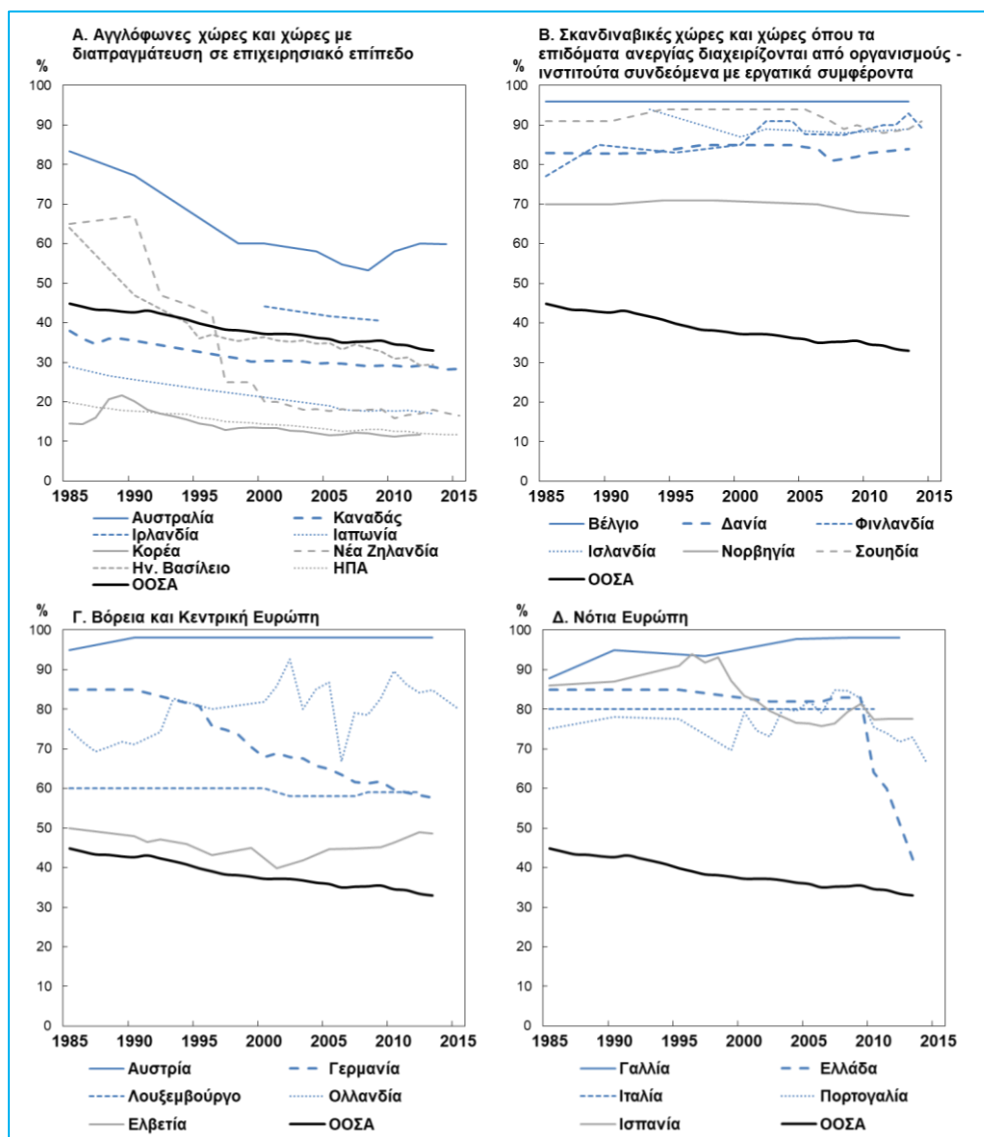 Α. Αγγλόφωνες χώρες και χώρες με
διαπραγμάτευση σε επιχειρησιακό επίπεδο
%
100
90
80
70
60
50
40
30
20
10
0
1985 1990 1995 2000 2005 2010 2015
Αυστραλία Καναδάς
Ιρλανδία Ιαπωνία
Κορέα Νέα Ζηλανδία
Ην. Βασίλειο ΗΠΑ
ΟΟΣΑ
Β. Σκανδιναβικές χώρες και χώρες όπου τα
επιδόματα ανεργίας διαχειρίζονται από οργανισμούς -
ινστιτούτα συνδεόμενα με εργατικά συμφέροντα
%
100
90
80
70
60
50
40
30
20
10
0
1985 1990 1995 2000 2005 2010 2015
Βέλγιο Δανία Φινλανδία
Ισλανδία Νορβηγία Σουηδία
ΟΟΣΑ
Γ. Βόρεια και Κεντρική Ευρώπη
%
100
90
80
70
60
50
40
30
20
10
0
1985 1990 1995 2000 2005 2010 2015
Αυστρία Γερμανία
Λουξεμβούργο Ολλανδία
Ελβετία ΟΟΣΑ
Δ. Νότια Ευρώπη
%
100
90
80
70
60
50
40
30
20
10
0
1985 1990 1995 2000 2005 2010 2015
Γαλλία Ελλάδα
Ιταλία Πορτογαλία
Ισπανία ΟΟΣΑ